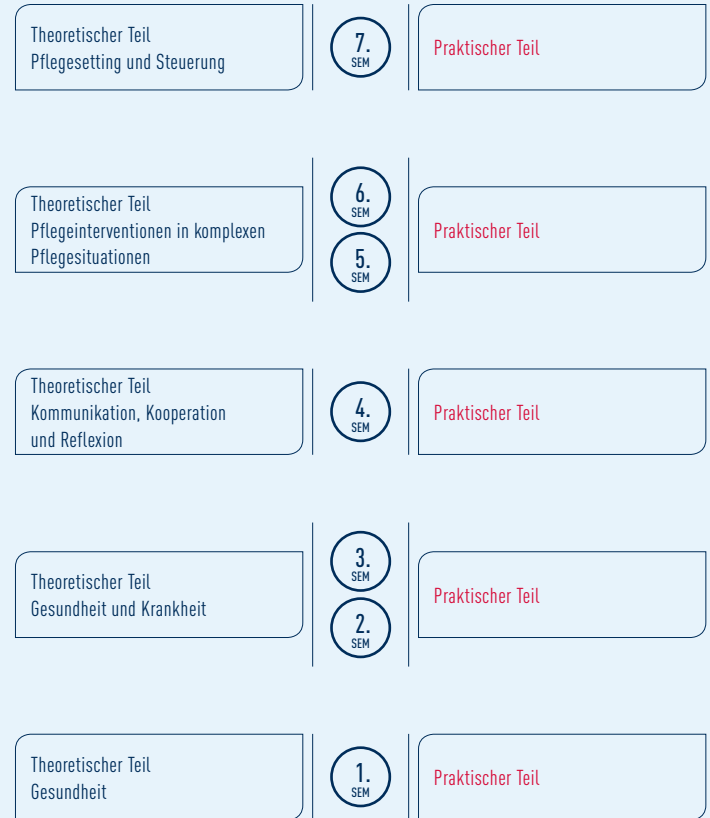 Theoretischer Teil
Pflegesetting und Steuerung
7.
SEM
Praktischer Teil
Theoretischer Teil
Pflegeinterventionen in komplexen
Pflegesituationen
6.
SEM
5.
SEM
Praktischer Teil
Theoretischer Teil
Kommunikation, Kooperation
und Reflexion
4.
SEM
Praktischer Teil
Theoretischer Teil
Gesundheit und Krankheit
3.
SEM
2.
SEM
Praktischer Teil
Theoretischer Teil
Gesundheit
1.
SEM
Praktischer Teil